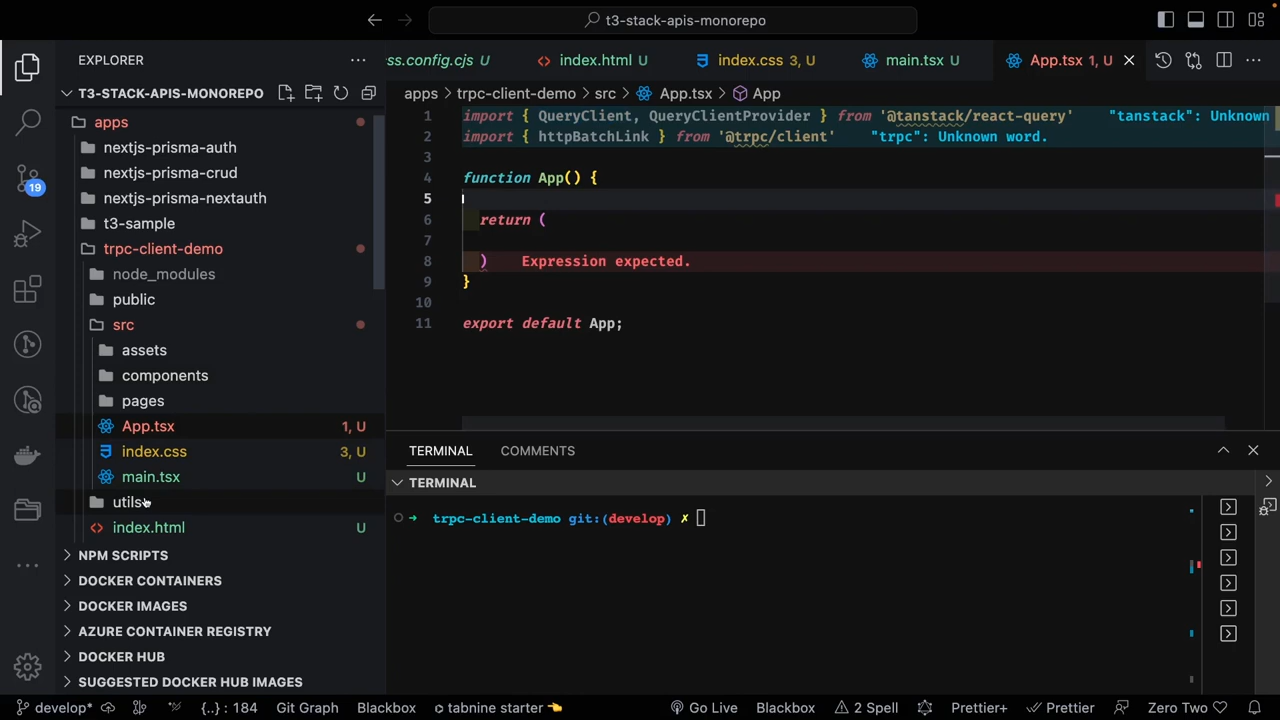 t3-stack-apis-monorepo
EXPLORER
T3-STACK-APIS-MONOREPO
apps
nextjs-prisma-auth
nextjs-prisma-crud
nextjs-prisma-nextauth
t3-sample
trpc-client-demo
node_modules
public
src
assets
components
pages
App.tsx 1, U
index.css 3, U
main.tsx U
utils
index.html U
NPM SCRIPTS
DOCKER CONTAINERS
DOCKER IMAGES
AZURE CONTAINER REGISTRY
DOCKER HUB
SUGGESTED DOCKER HUB IMAGES
19
ss.config.cjs U
index.html U
index.css 3, U
main.tsx U
App.tsx 1, U
apps > trpc-client-demo > src > App.tsx > App
1 import { QueryClient, QueryClientProvider } from '@tanstack/react-query' "tanstack": Unknown
2 import { httpBatchLink } from '@trpc/client' "trpc": Unknown word.
3
4 function App() {
5
6 return (
7
8 ) Expression expected.
9 }
10
11 export default App;
TERMINAL COMMENTS
TERMINAL
trpc-client-demo git:(develop) ✗
develop* {..} : 184 Git Graph Blackbox tabnine starter Go Live Blackbox 2 Spell Prettier+ Prettier Zero Two